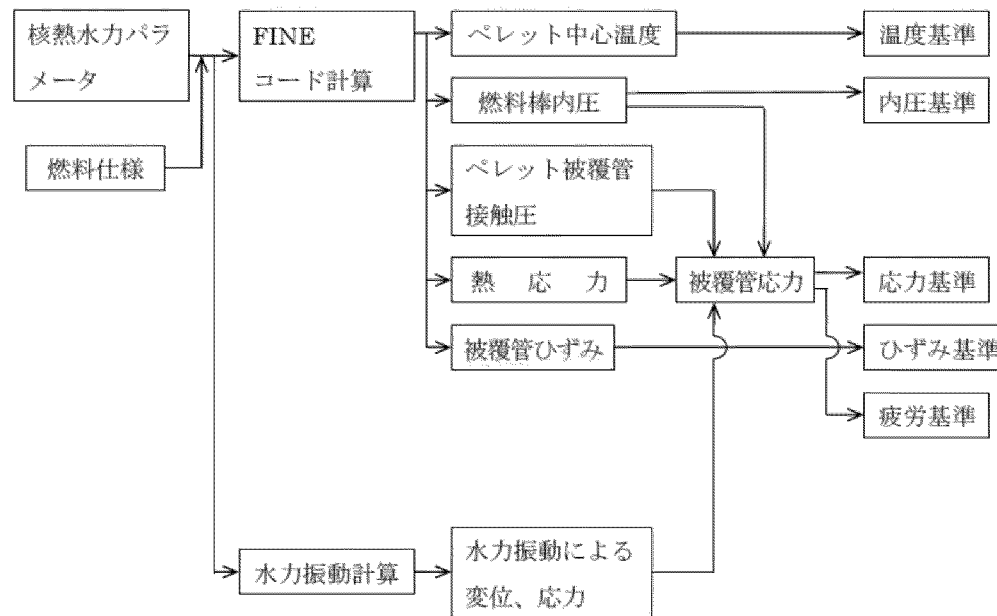 核熱水力パラ
メータ
燃料仕様
FINE
コード計算
ペレット中心温度
温度基準
燃料棒内圧
内圧基準
ペレット被覆管
接触圧
熱 応 力
被覆管応力
応力基準
被覆管ひずみ
ひずみ基準
疲労基準
水力振動計算
水力振動による
変位、応力